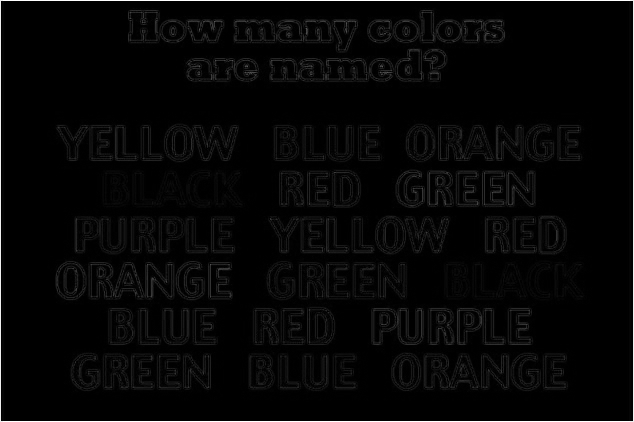 How many colors
are named?
YELLOW BLUE ORANGE
BLACK RED GREEN
PURPLE YELLOW RED
ORANGE GREEN BLACK
BLUE RED PURPLE
GREEN BLUE ORANGE